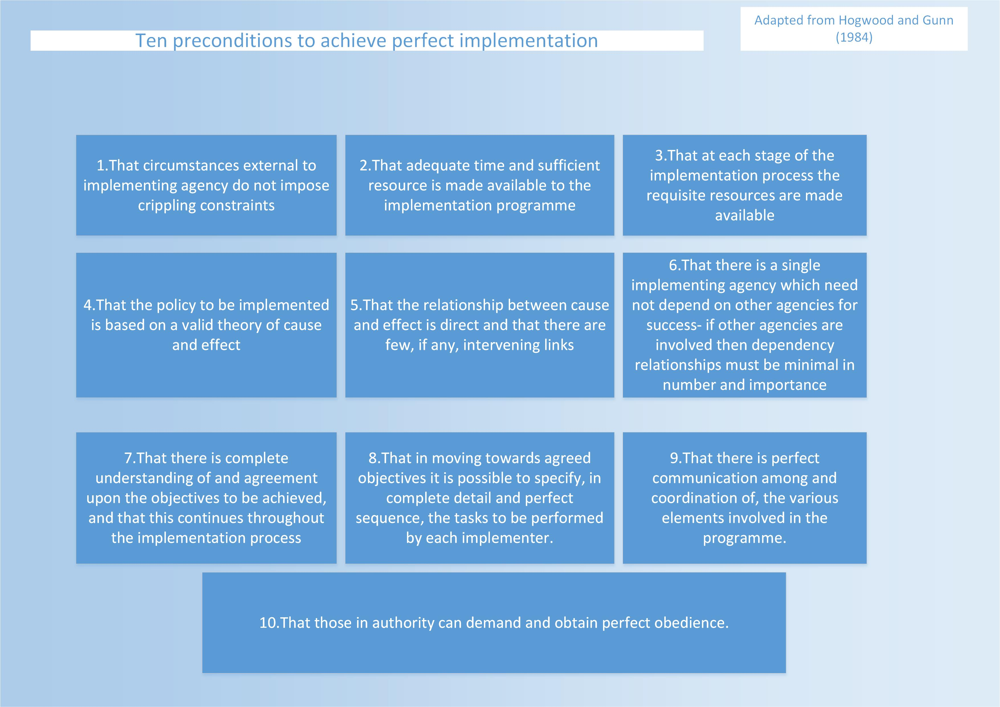 Ten preconditions to achieve perfect implementation
Adapted from Hogwood and Gunn
(1984)
1.That circumstances external to
implementing agency do not impose
crippling constraints
2.That adequate time and sufficient
resource is made available to the
implementation programme
3.That at each stage of the
implementation process the
requisite resources are made
available
4.That the policy to be implemented
is based on a valid theory of cause
and effect
5.That the relationship between cause
and effect is direct and that there are
few, if any, intervening links
6.That there is a single
implementing agency which need
not depend on other agencies for
success- if other agencies are
involved then dependency
relationships must be minimal in
number and importance
7.That there is complete
understanding of and agreement
upon the objectives to be achieved,
and that this continues throughout
the implementation process
8.That in moving towards agreed
objectives it is possible to specify, in
complete detail and perfect
sequence, the tasks to be performed
by each implementer.
9.That there is perfect
communication among and
coordination of, the various
elements involved in the
programme.
10.That those in authority can demand and obtain perfect obedience.